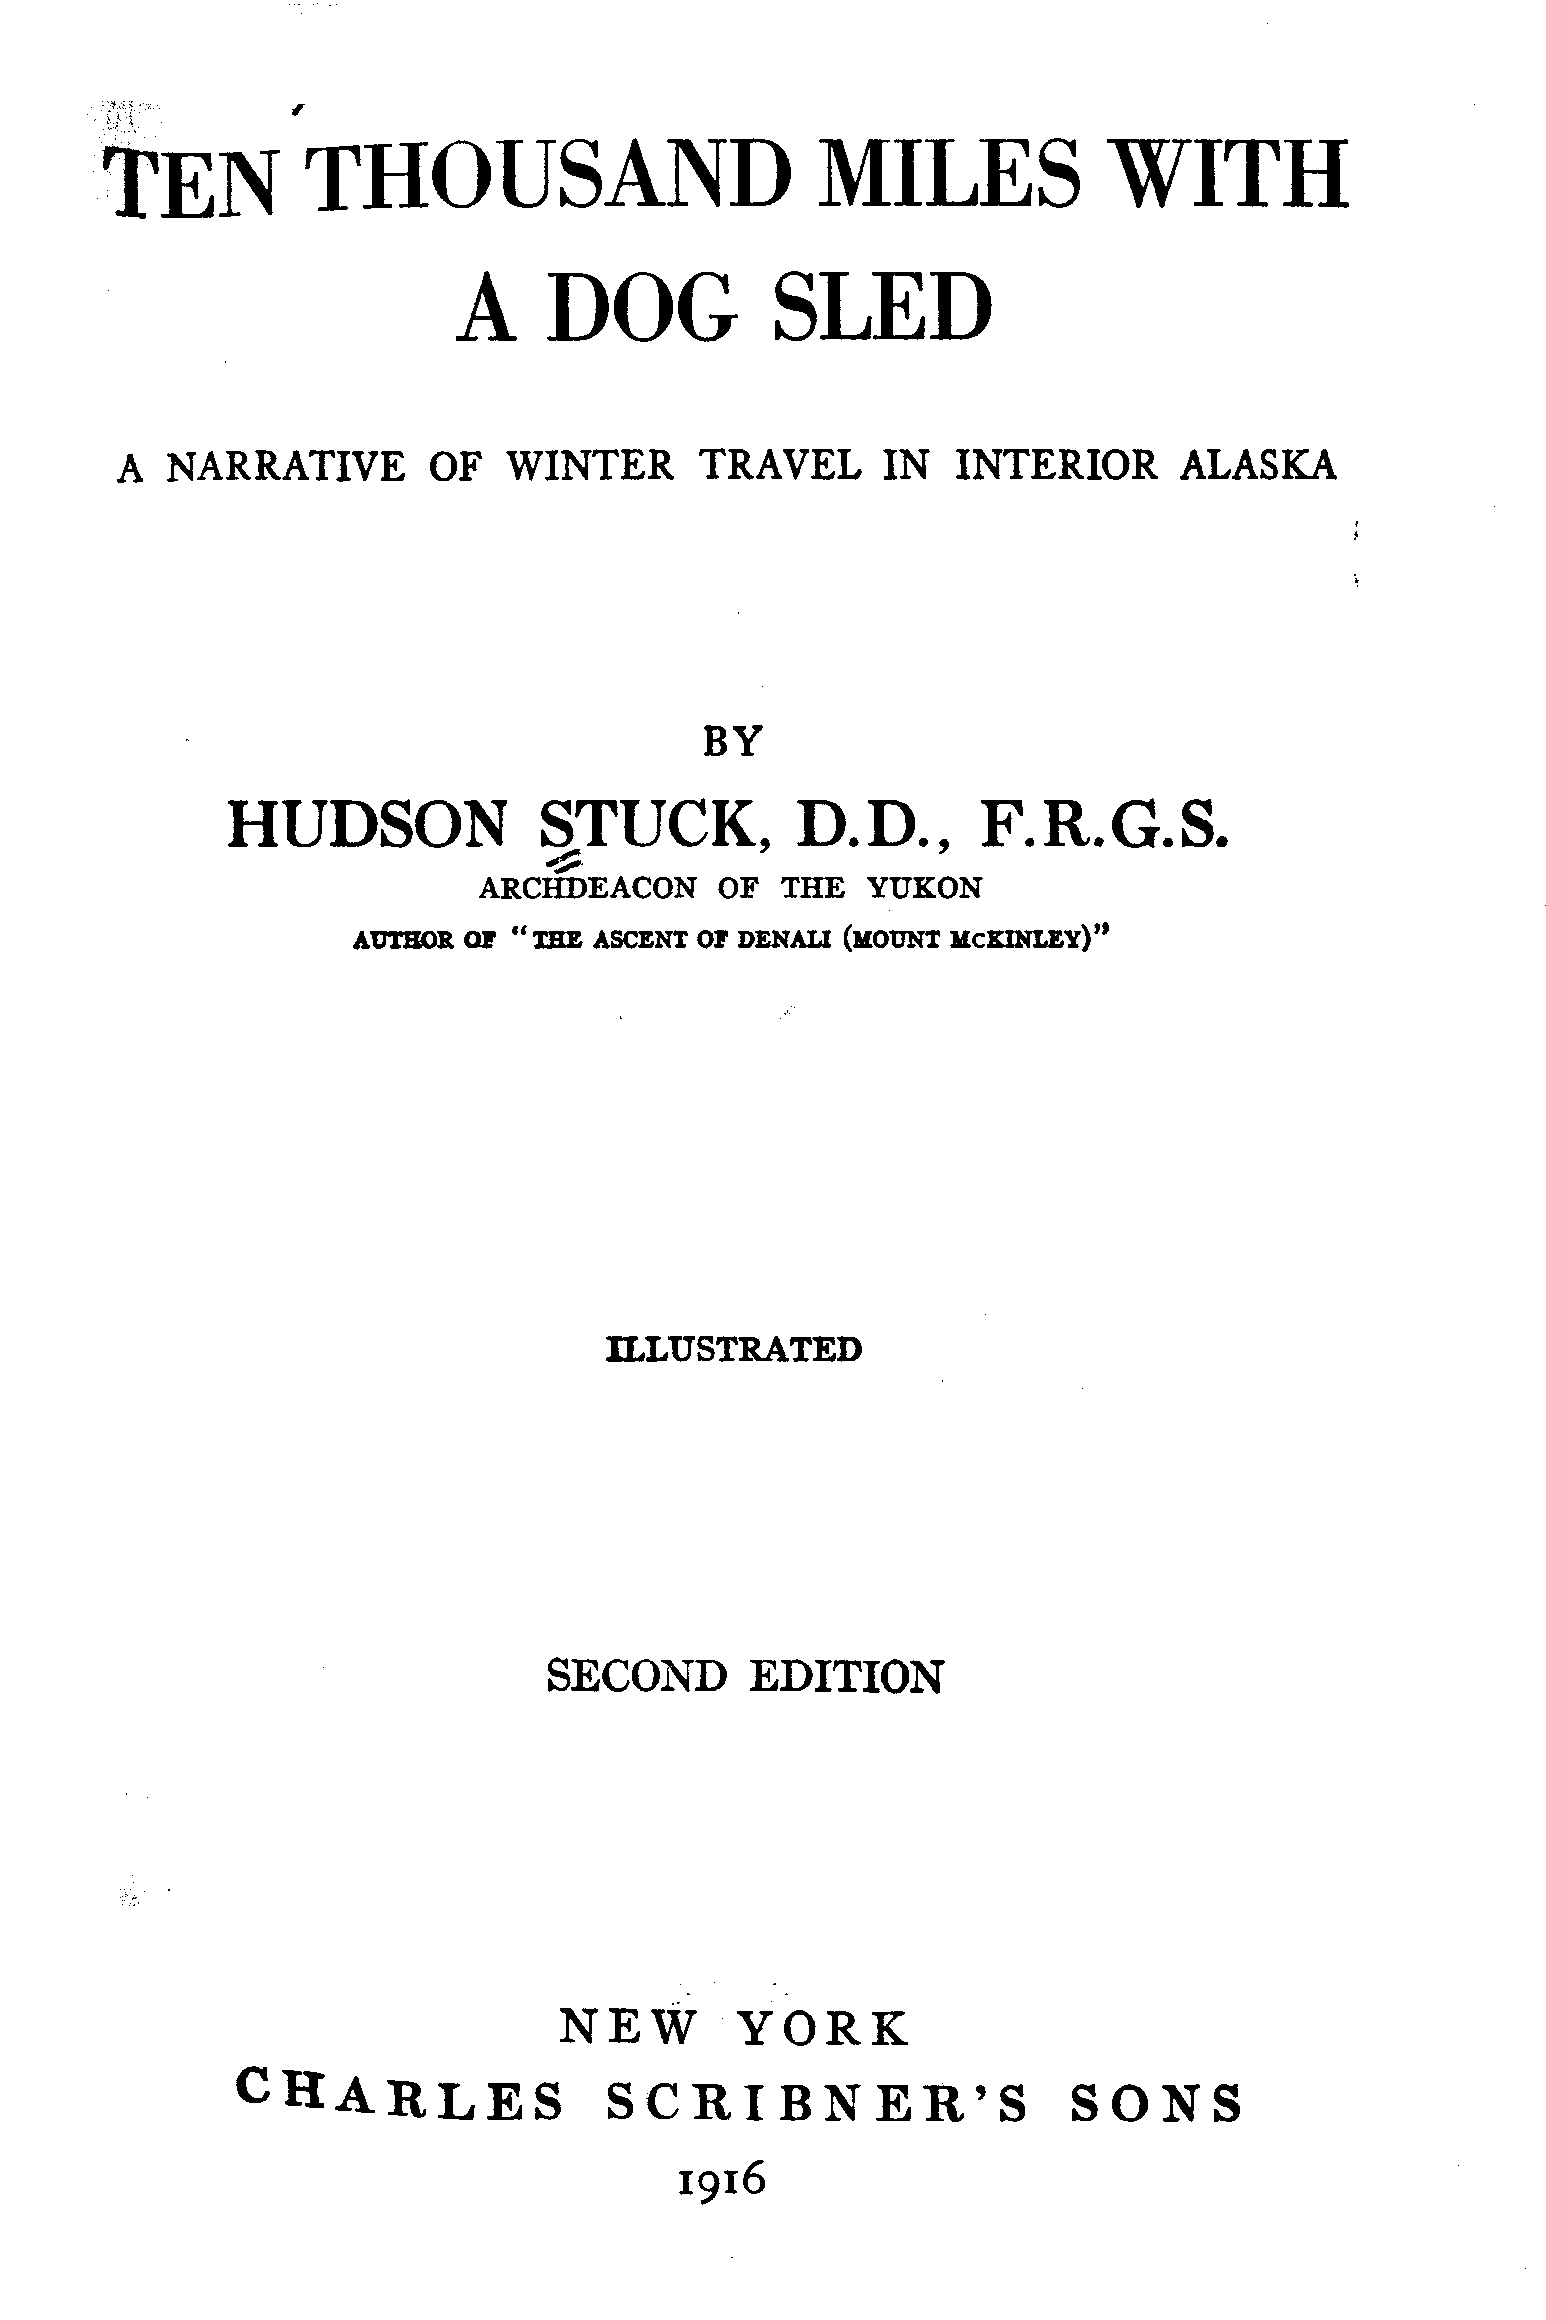 TEN THOUSAND MILES WITH
A DOG SLED
A NARRATIVE OF WINTER TRAVEL IN INTERIOR ALASKA
BY
HUDSON STUCK, D.D., F.R.G.S.
ARCHDEACON OF THE YUKON
AUTHOR OF "THE ASCENT OF DENALI (MOUNT McKINLEY)"
ILLUSTRATED
SECOND EDITION
NEW YORK
CHARLES SCRIBNER'S SONS
1916